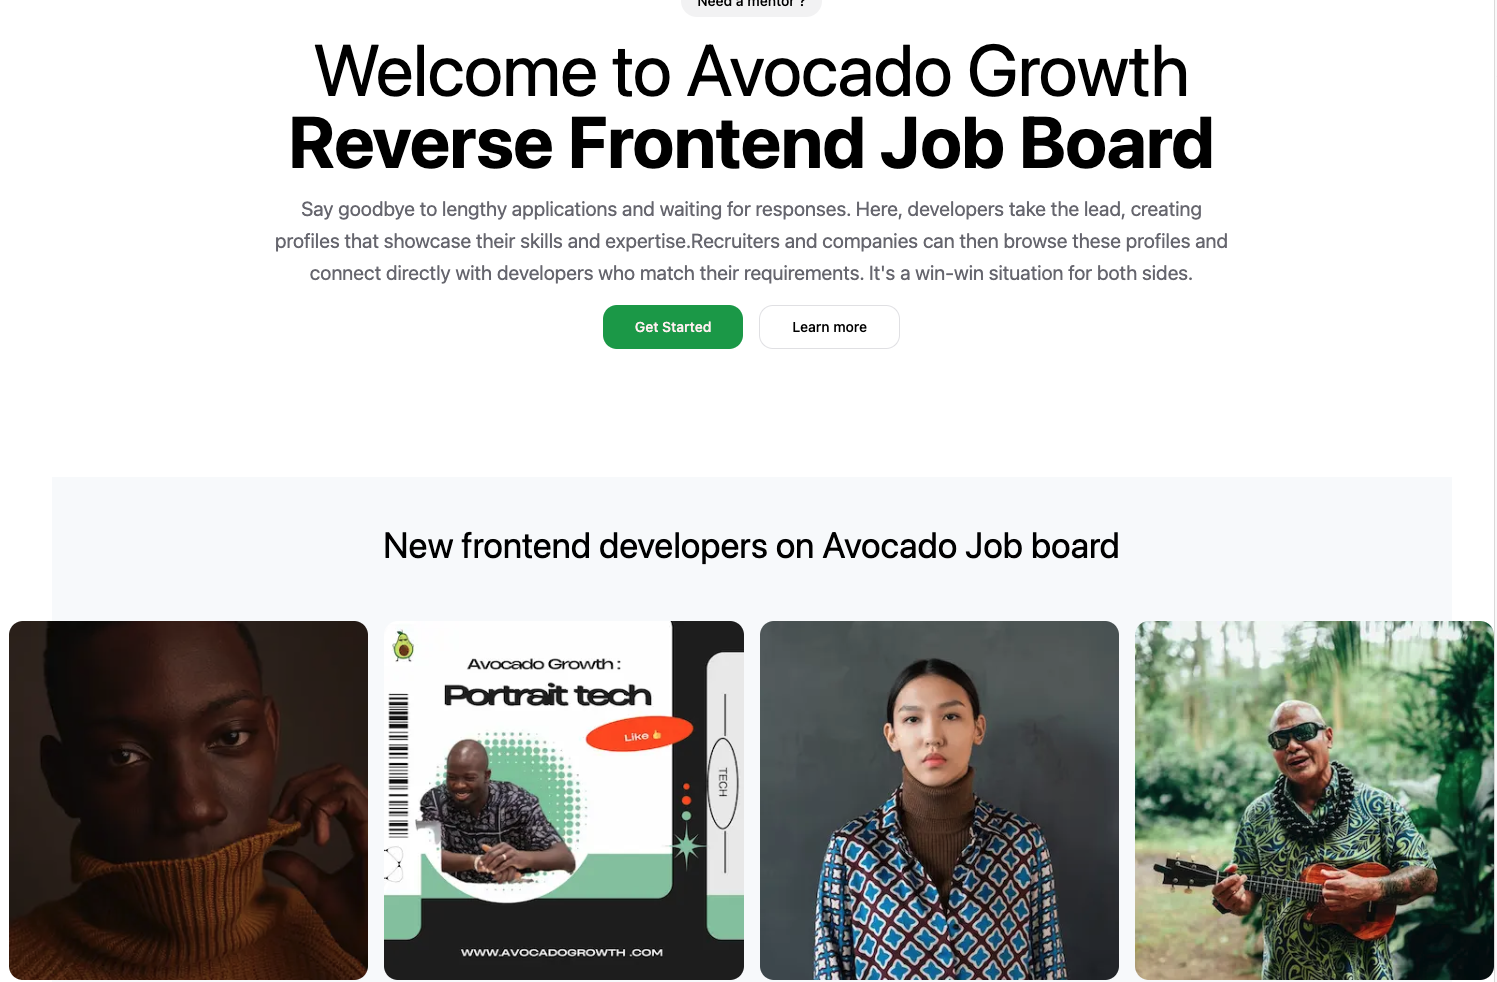 Need a mentor ?
Welcome to Avocado Growth
Reverse Frontend Job Board
Say goodbye to lengthy applications and waiting for responses. Here, developers take the lead, creating
profiles that showcase their skills and expertise.Recruiters and companies can then browse these profiles and
connect directly with developers who match their requirements. It's a win-win situation for both sides.
Get Started
Learn more
New frontend developers on Avocado Job board
Avocado Growth :
Portrait tech
Like 👍
TECH
WWW.AVOCADOGROWTH .COM